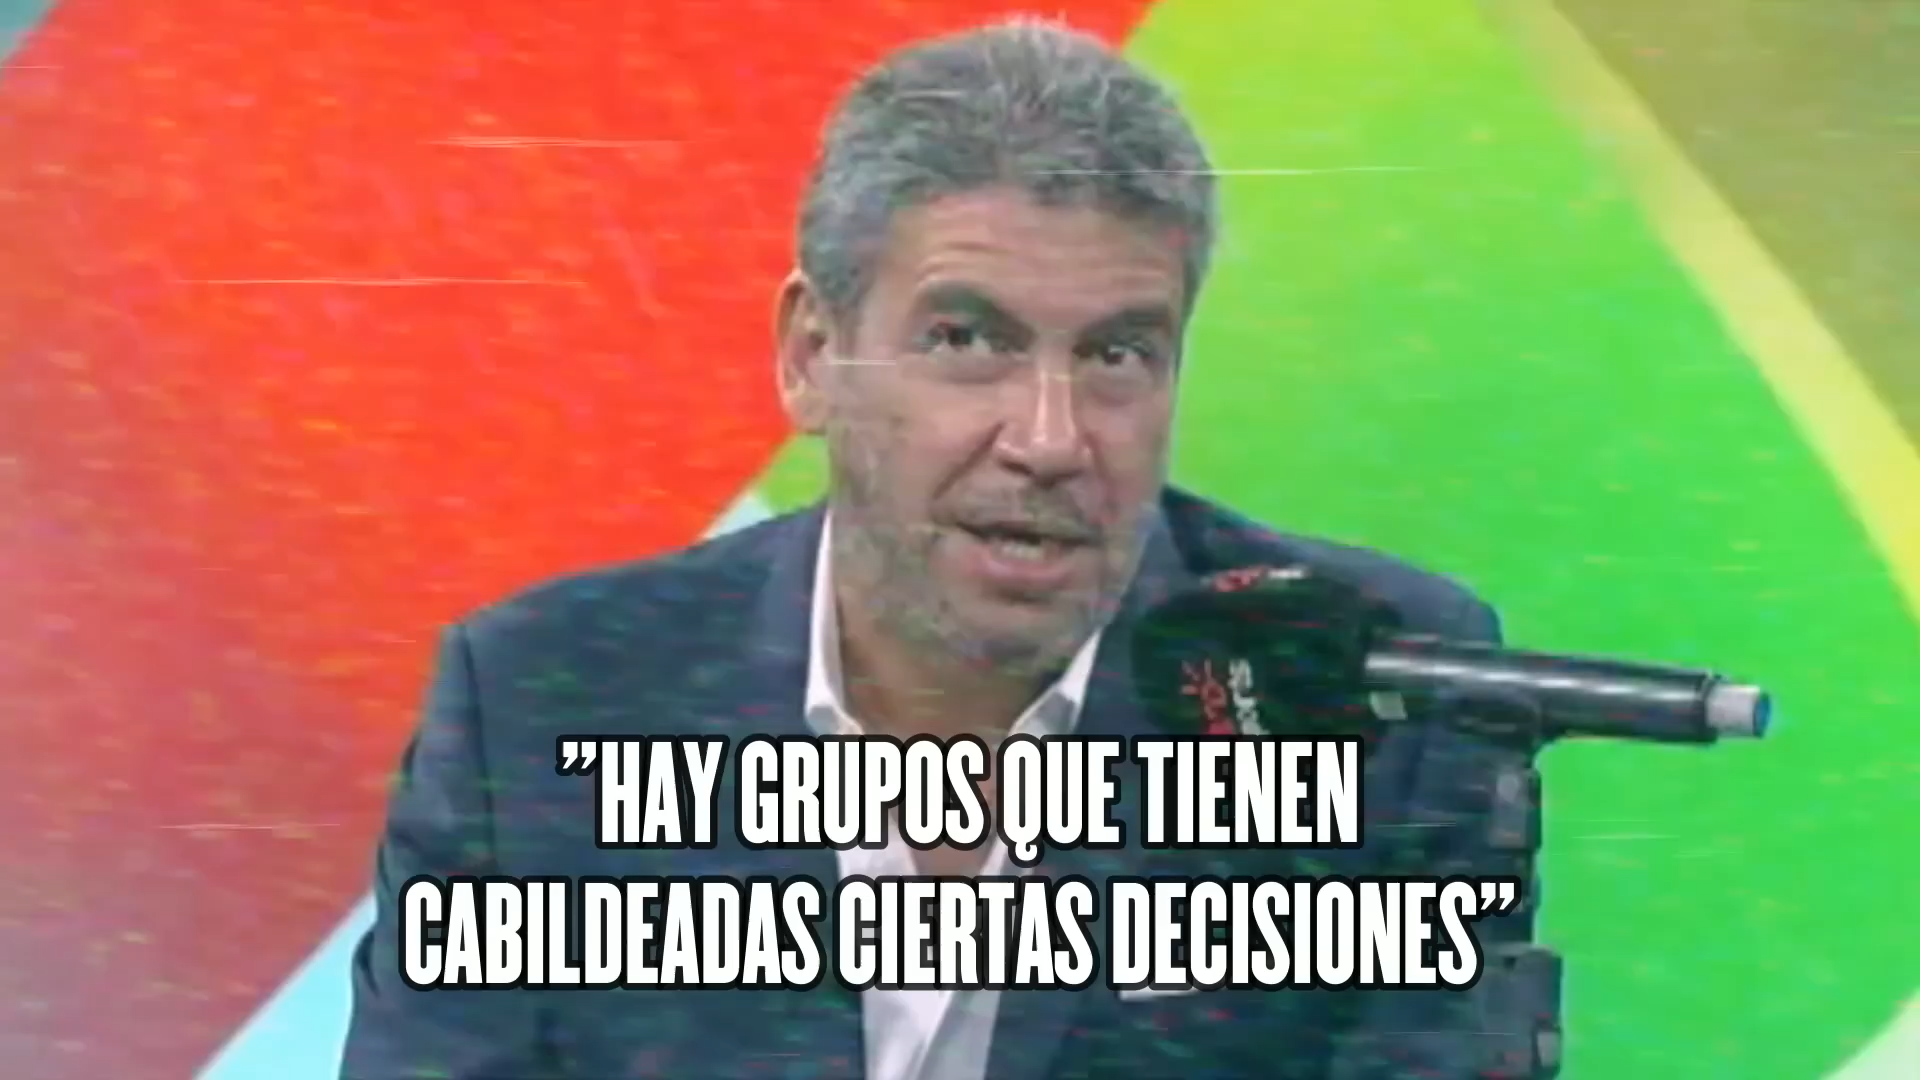 ”HAY GRUPOS QUE TIENEN
CABILDEADAS CIERTAS DECISIONES”